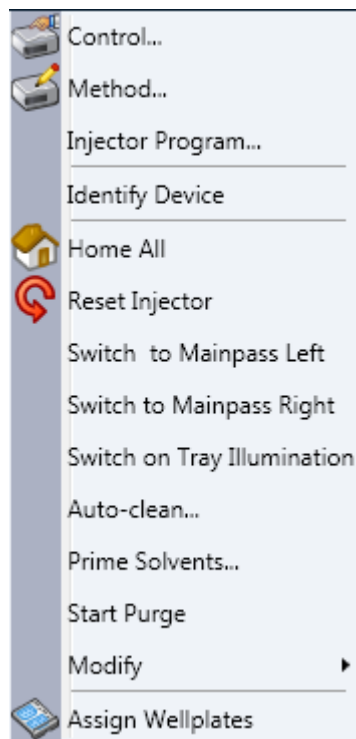 Control...
Method...
Injector Program...
Identify Device
Home All
Reset Injector
Switch  to Mainpass Left
Switch to Mainpass Right
Switch on Tray Illumination
Auto-clean...
Prime Solvents...
Start Purge
Modify
Assign Wellplates